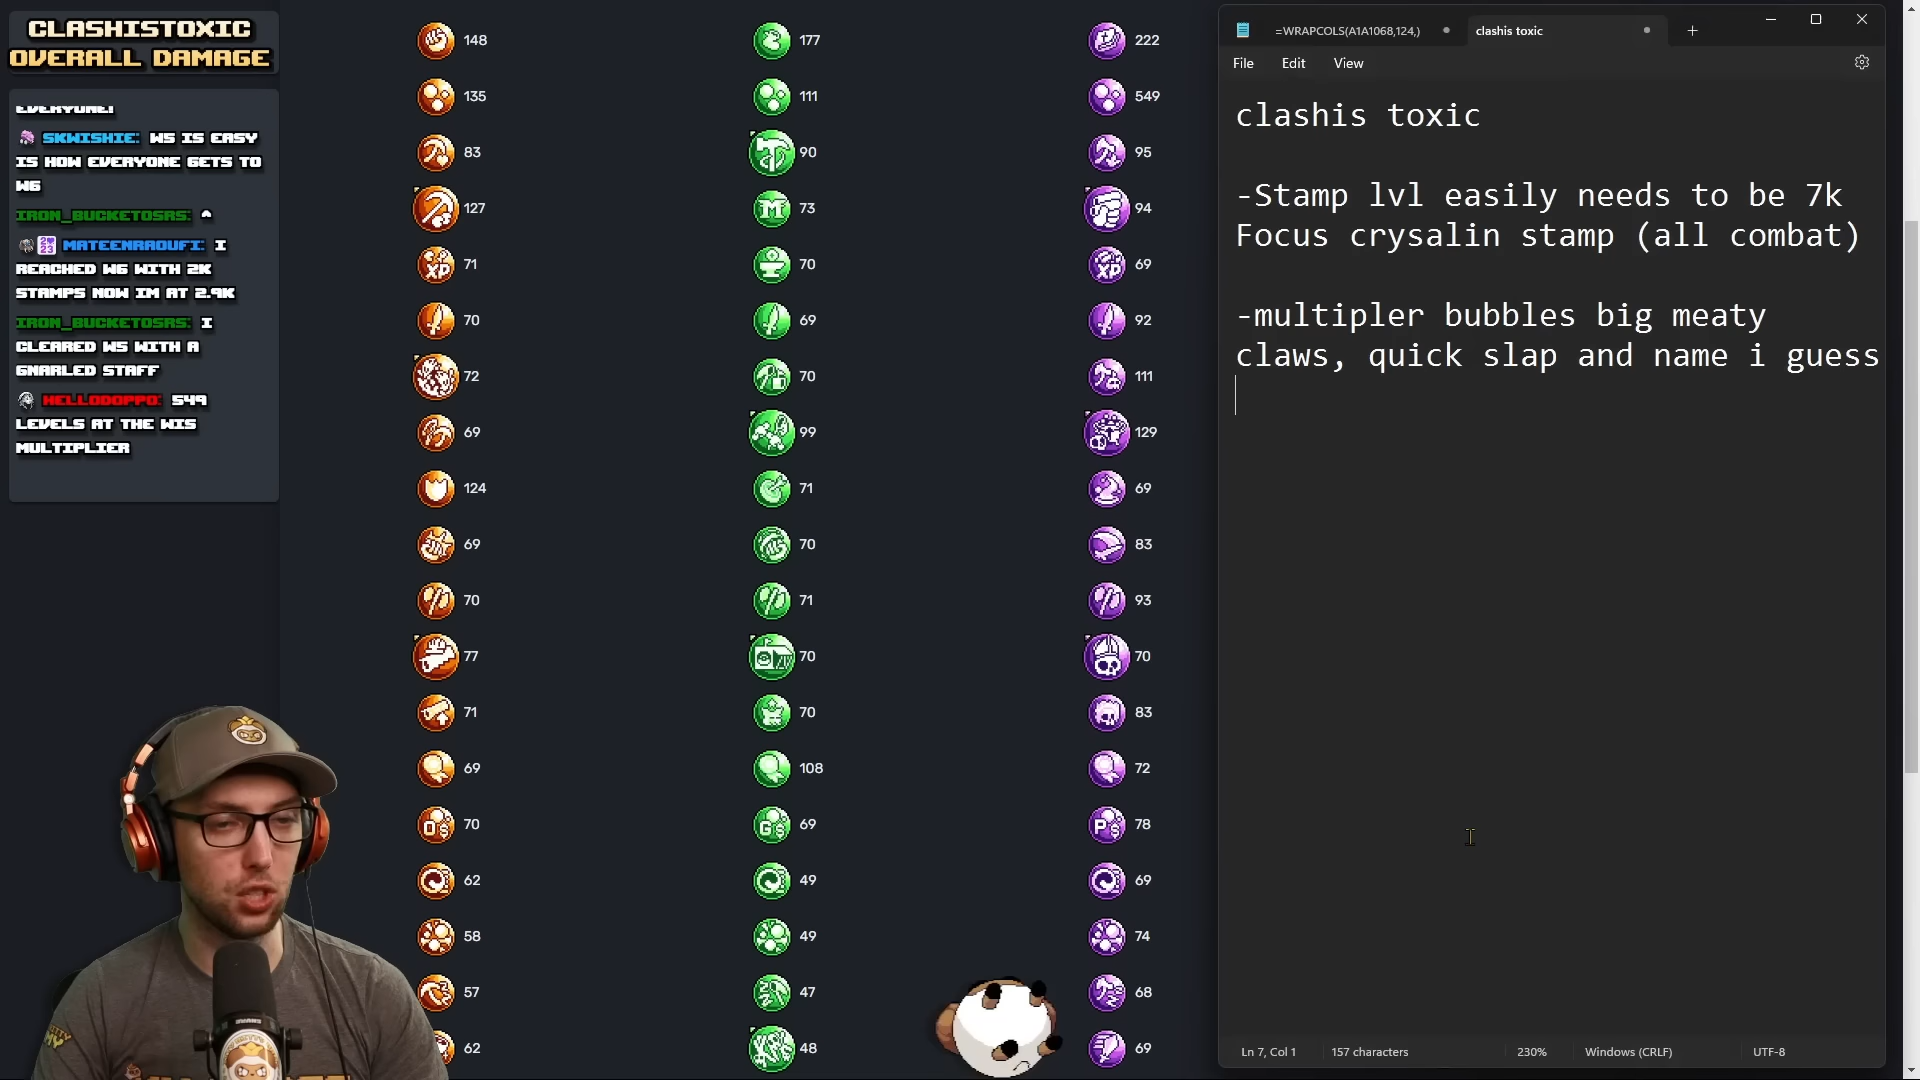 CLASHISTOXIC
OVERALL DAMAGE
EVERYONE!
SKWISHIE: W5 IS EASY
IS HOW EVERYONE GETS TO
W6
IRON_BUCKETOSRS: ^
MATEENRAOUFI: I
REACHED W6 WITH 2K
STAMPS NOW IM AT 2.9K
IRON_BUCKETOSRS: I
CLEARED W5 WITH A
GNARLED STAFF
HELLODOPPO: 549
LEVELS AT THE WIS
MULTIPLIER
148 177 222
135 111 549
83 90 95
127 73 94
71 70 69
70 69 92
72 70 111
69 99 129
124 71 69
69 70 83
70 71 93
77 70 70
71 70 83
69 108 72
70 69 78
62 49 69
58 49 74
57 47 68
62 48 69
=WRAPCOLS(A1A1068,124,)
clashis toxic
File Edit View
clashis toxic
-Stamp lvl easily needs to be 7k
Focus crysalin stamp (all combat)
-multipler bubbles big meaty
claws, quick slap and name i guess
Ln 7, Col 1 157 characters 230% Windows (CRLF) UTF-8